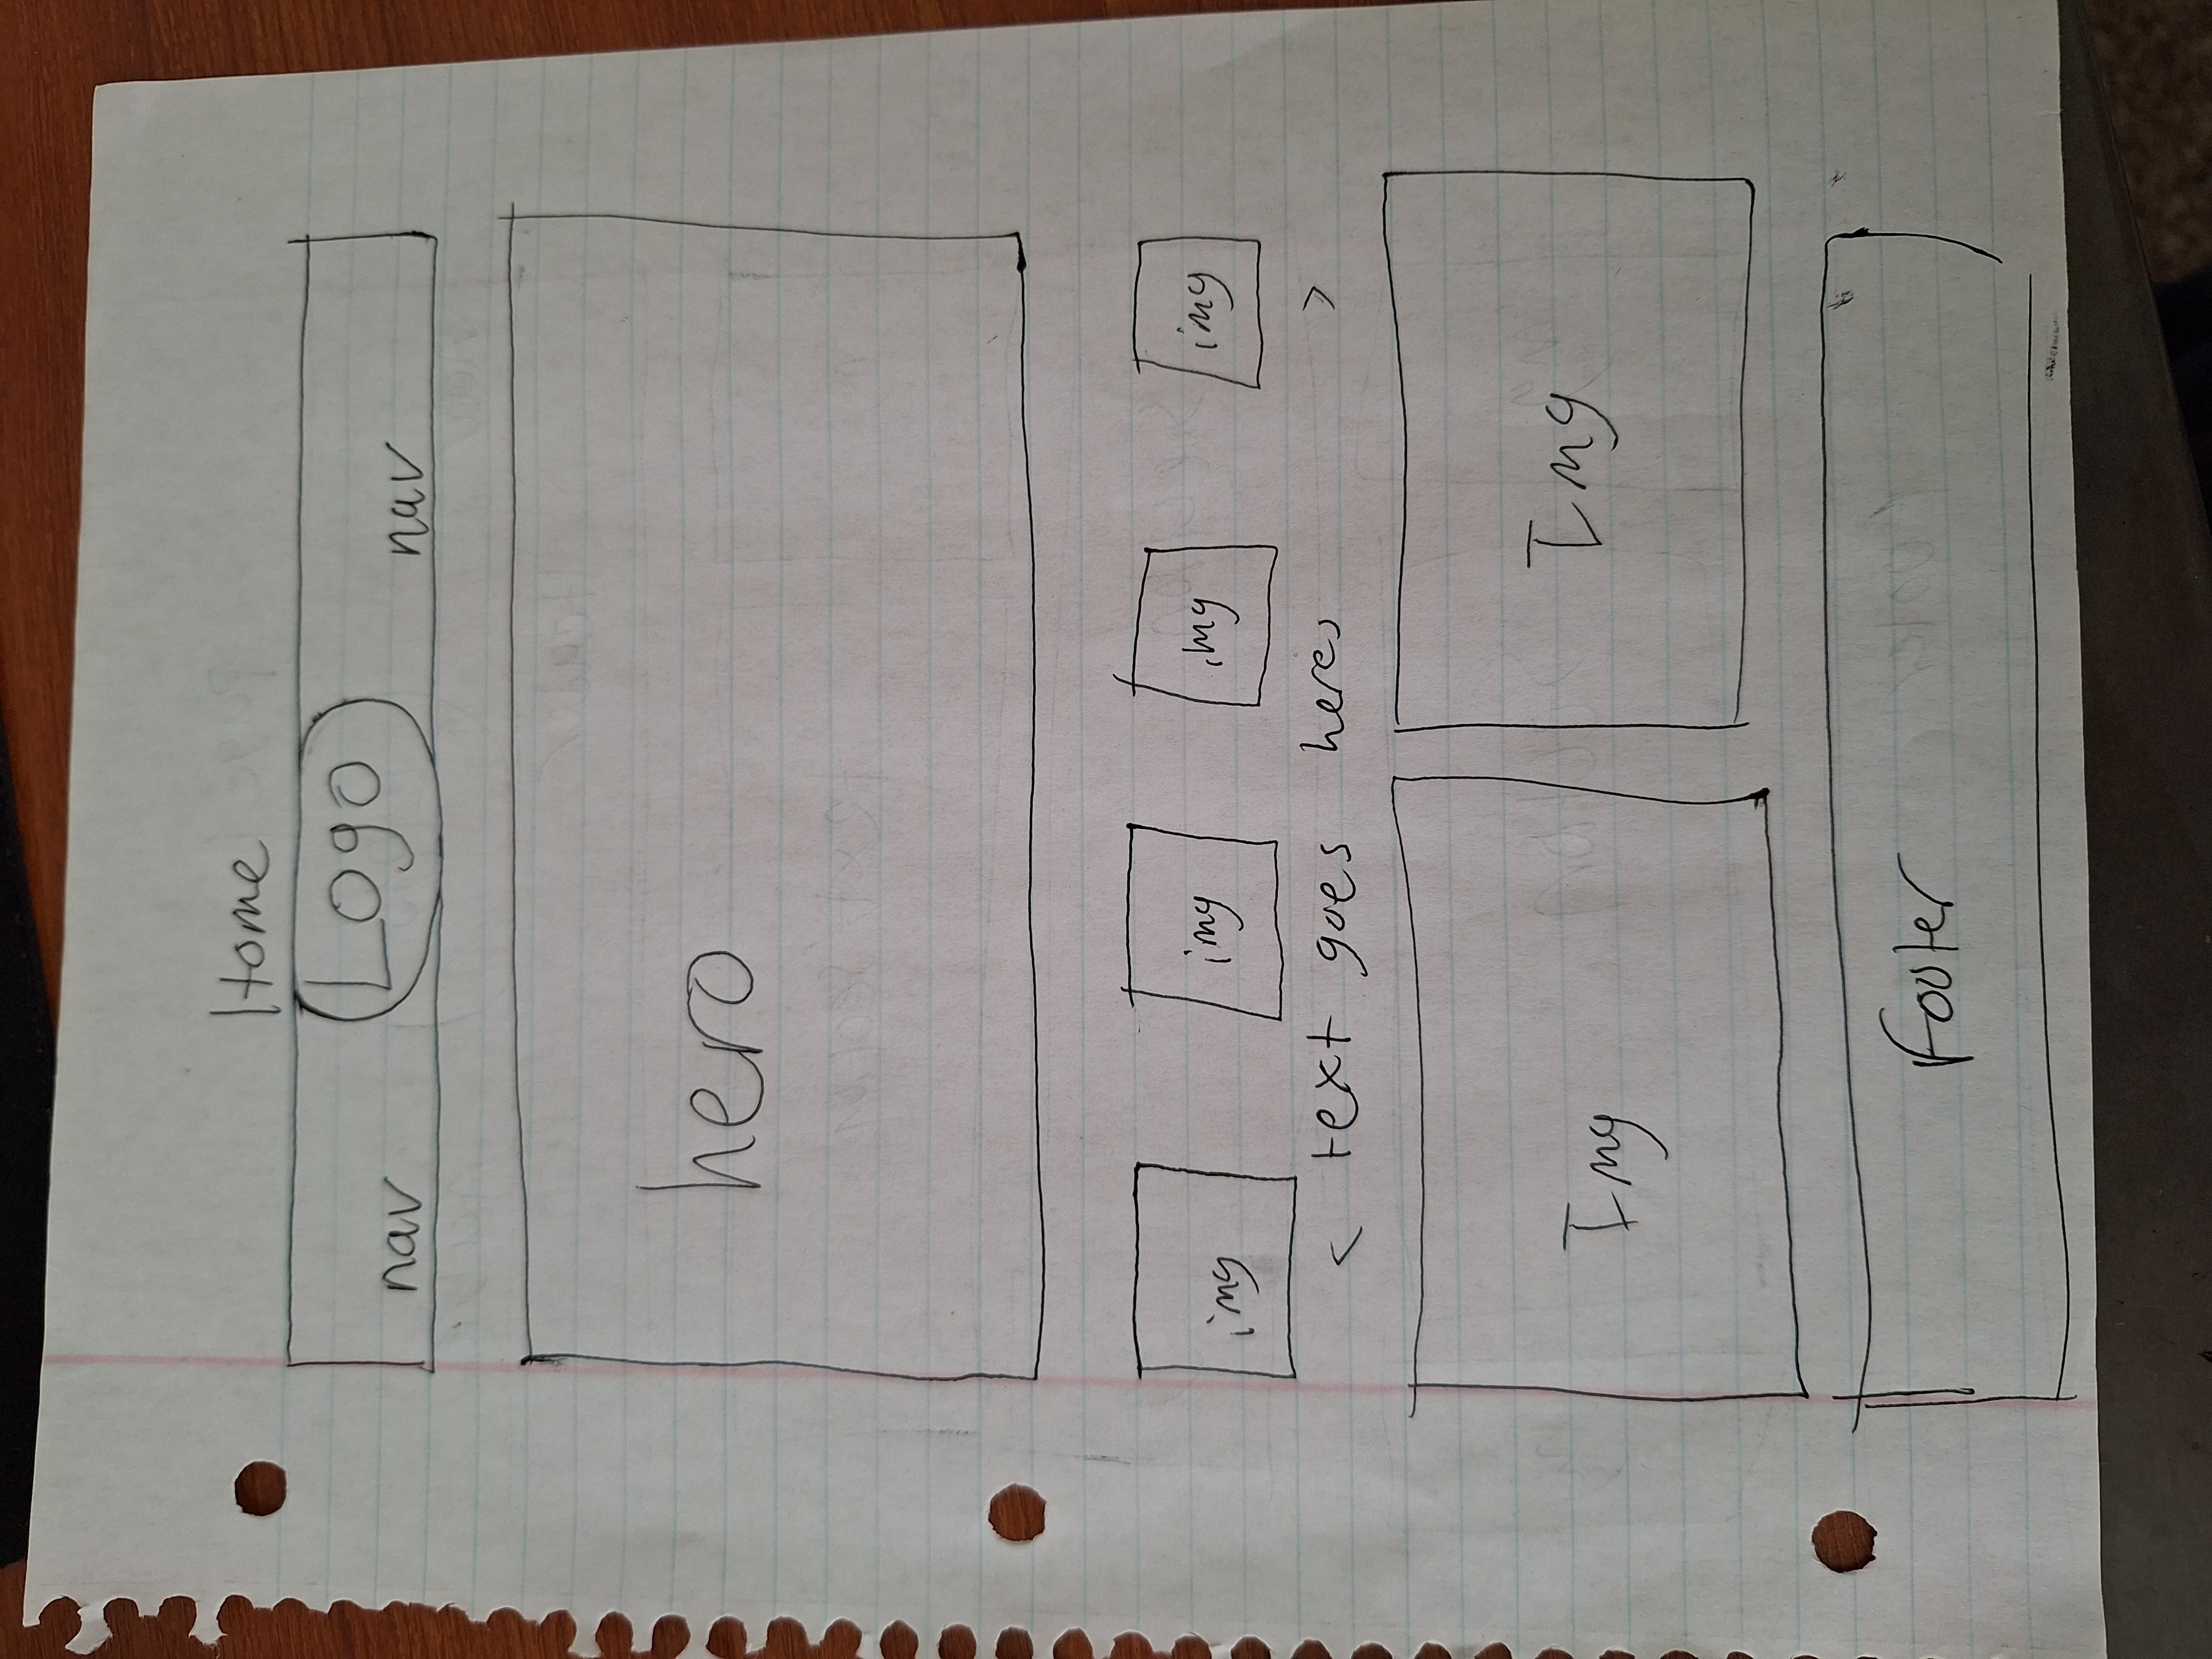 Home
Logo
nav nav
hero
img img img img
< text goes heres >
Img Img
Footer